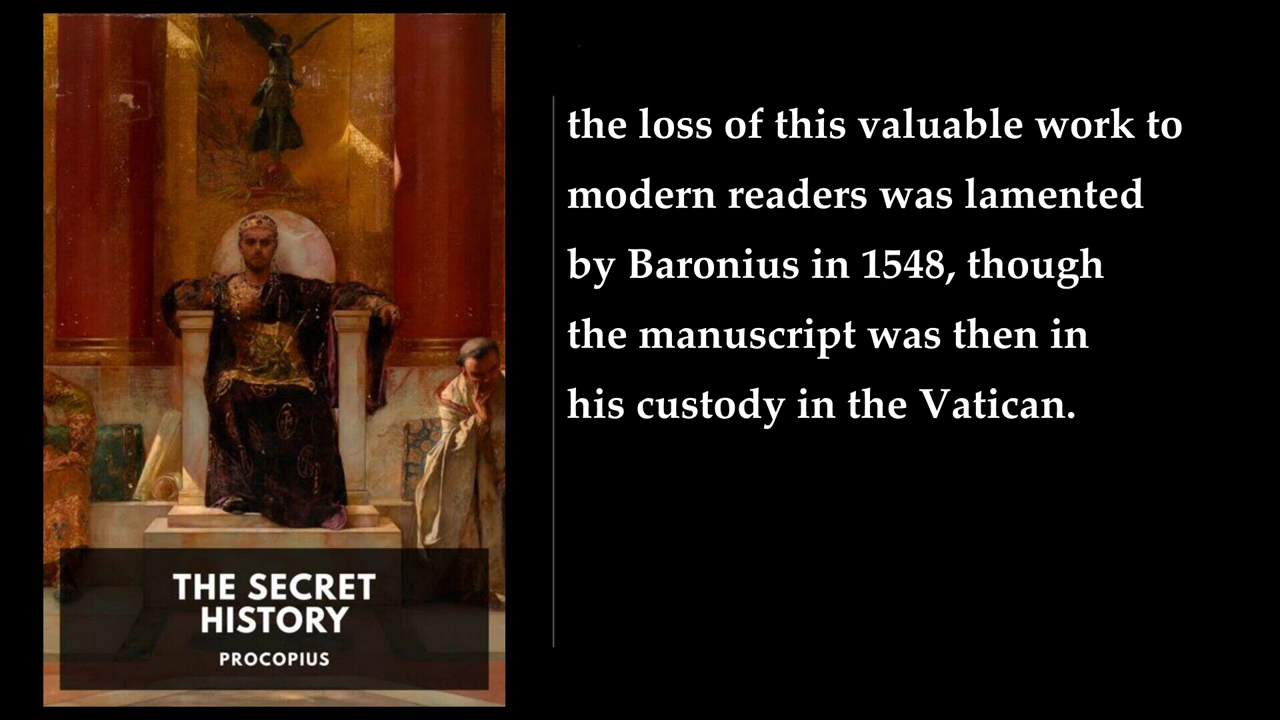 THE SECRET
HISTORY
PROCOPIUS
the loss of this valuable work to
modern readers was lamented
by Baronius in 1548, though
the manuscript was then in
his custody in the Vatican.